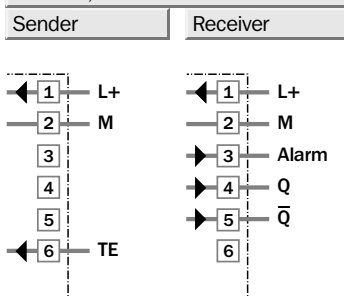 Sender Receiver
1 L+ 1 L+
2 M 2 M
3 3 Alarm
4 4 Q
5 5 Q̅
6 TE 6